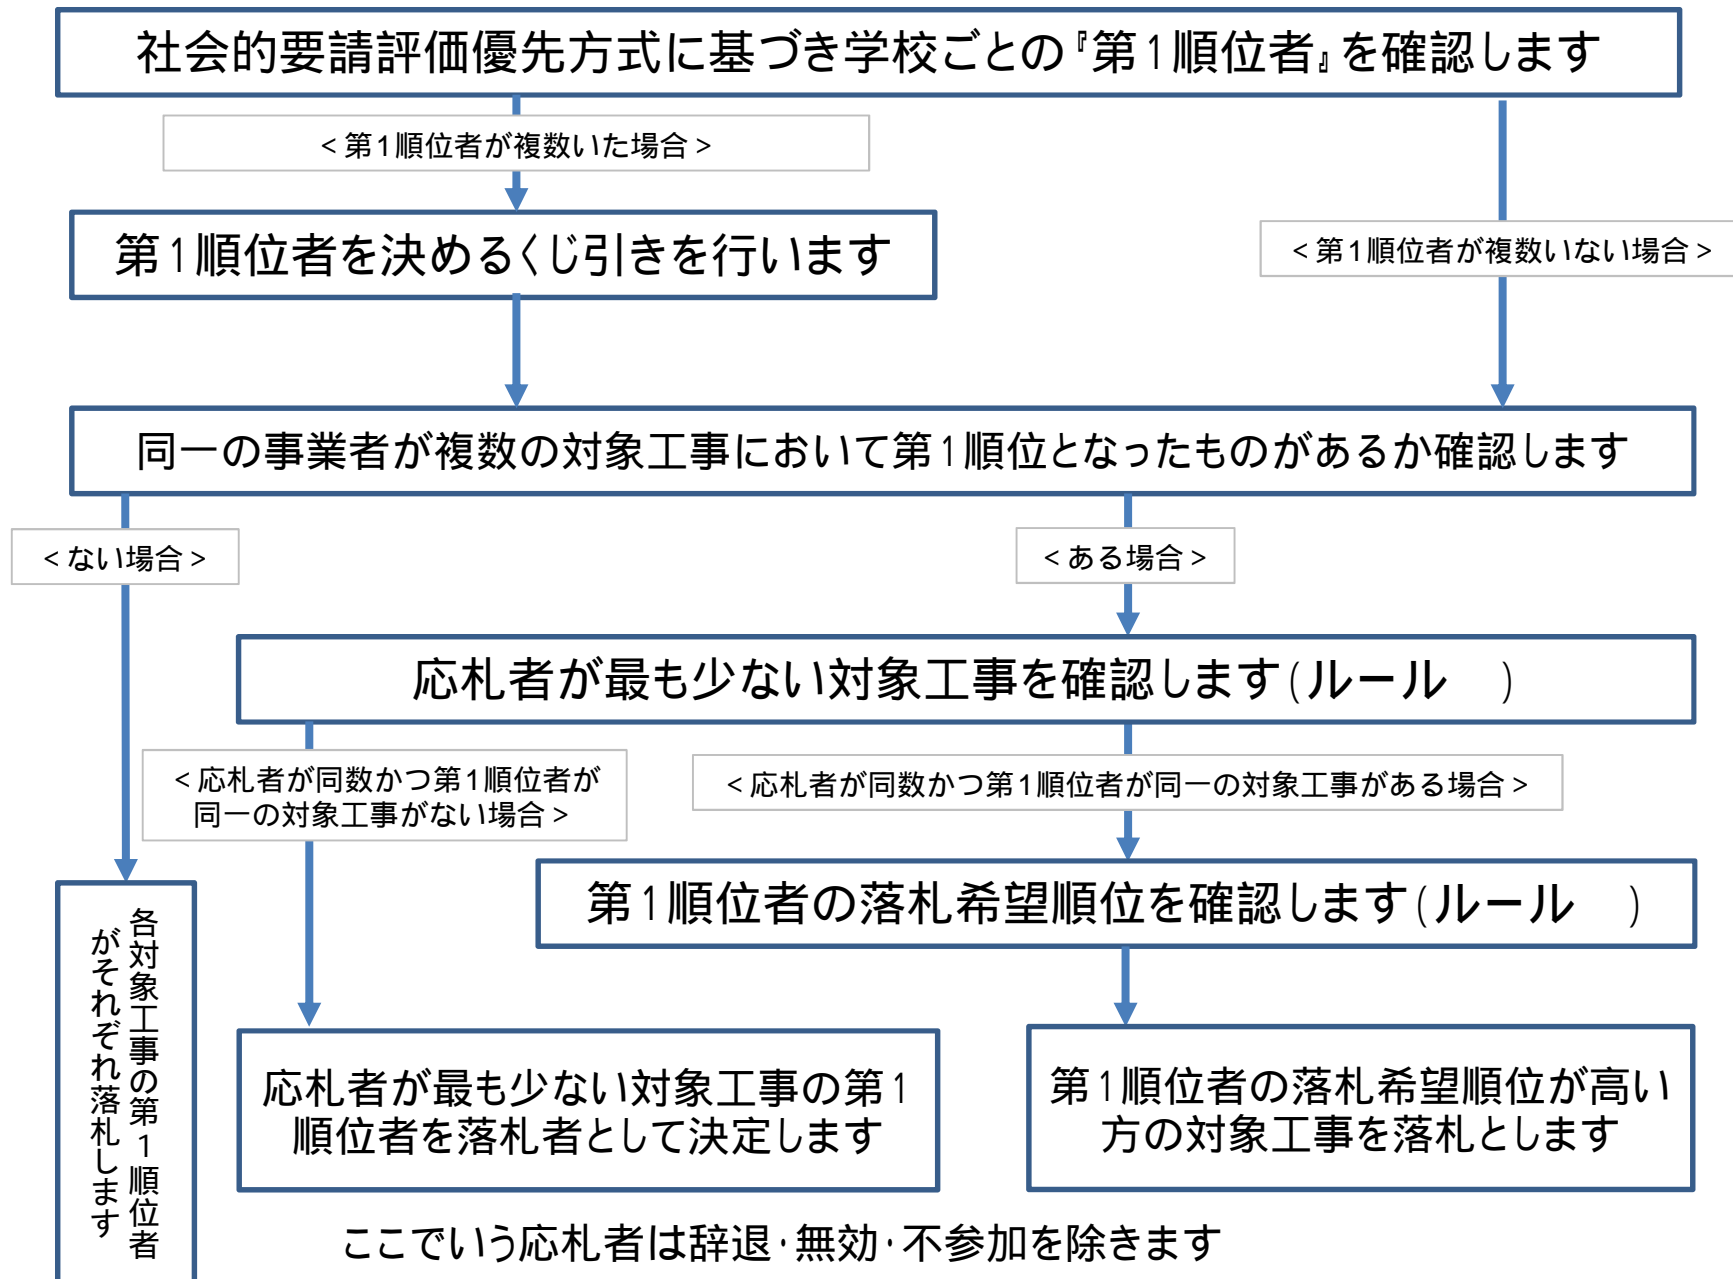 社会的要請評価優先方式に基づき学校ごとの『第1順位者』を確認します
<第1順位者が複数いた場合>
第1順位者を決めるくじ引きを行います
<第1順位者が複数いない場合>
同一の事業者が複数の対象工事において第1順位となったものがあるか確認します
<ない場合>
<ある場合>
応札者が最も少ない対象工事を確認します(ルール　)
<応札者が同数かつ第1順位者が
同一の対象工事がない場合>
<応札者が同数かつ第1順位者が同一の対象工事がある場合>
第1順位者の落札希望順位を確認します(ルール　)
各対象工事の第1順位者
がそれぞれ落札します
応札者が最も少ない対象工事の第1
順位者を落札者として決定します
第1順位者の落札希望順位が高い
方の対象工事を落札とします
ここでいう応札者は辞退・無効・不参加を除きます